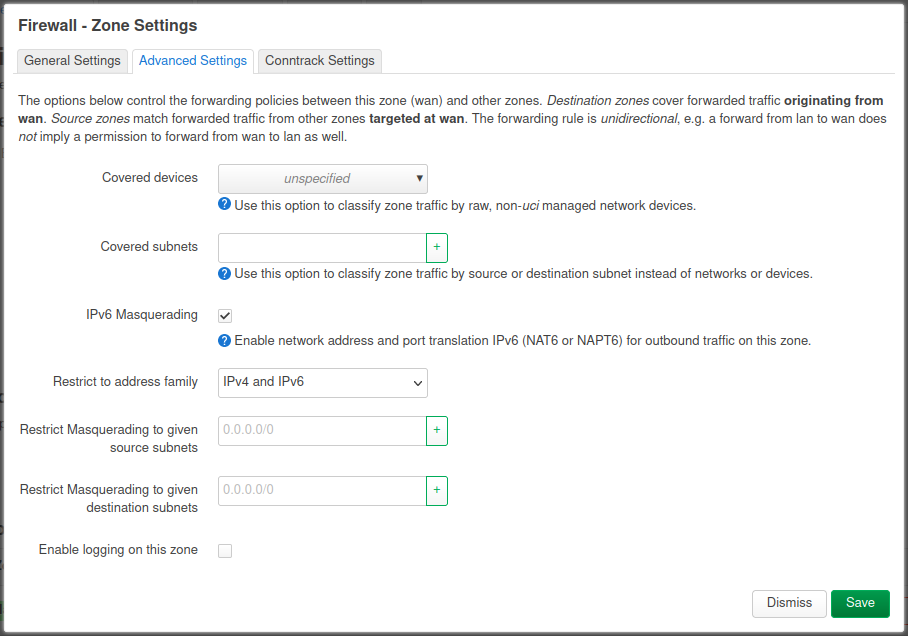 Firewall - Zone Settings
General Settings
Advanced Settings
Conntrack Settings
The options below control the forwarding policies between this zone (wan) and other zones. Destination zones cover forwarded traffic originating from
wan. Source zones match forwarded traffic from other zones targeted at wan. The forwarding rule is unidirectional, e.g. a forward from lan to wan does
not imply a permission to forward from wan to lan as well.
Covered devices
unspecified
Use this option to classify zone traffic by raw, non-uci managed network devices.
Covered subnets
+
Use this option to classify zone traffic by source or destination subnet instead of networks or devices.
IPv6 Masquerading
Enable network address and port translation IPv6 (NAT6 or NAPT6) for outbound traffic on this zone.
Restrict to address family
IPv4 and IPv6
Restrict Masquerading to given
source subnets
0.0.0.0/0
+
Restrict Masquerading to given
destination subnets
0.0.0.0/0
+
Enable logging on this zone
Dismiss
Save